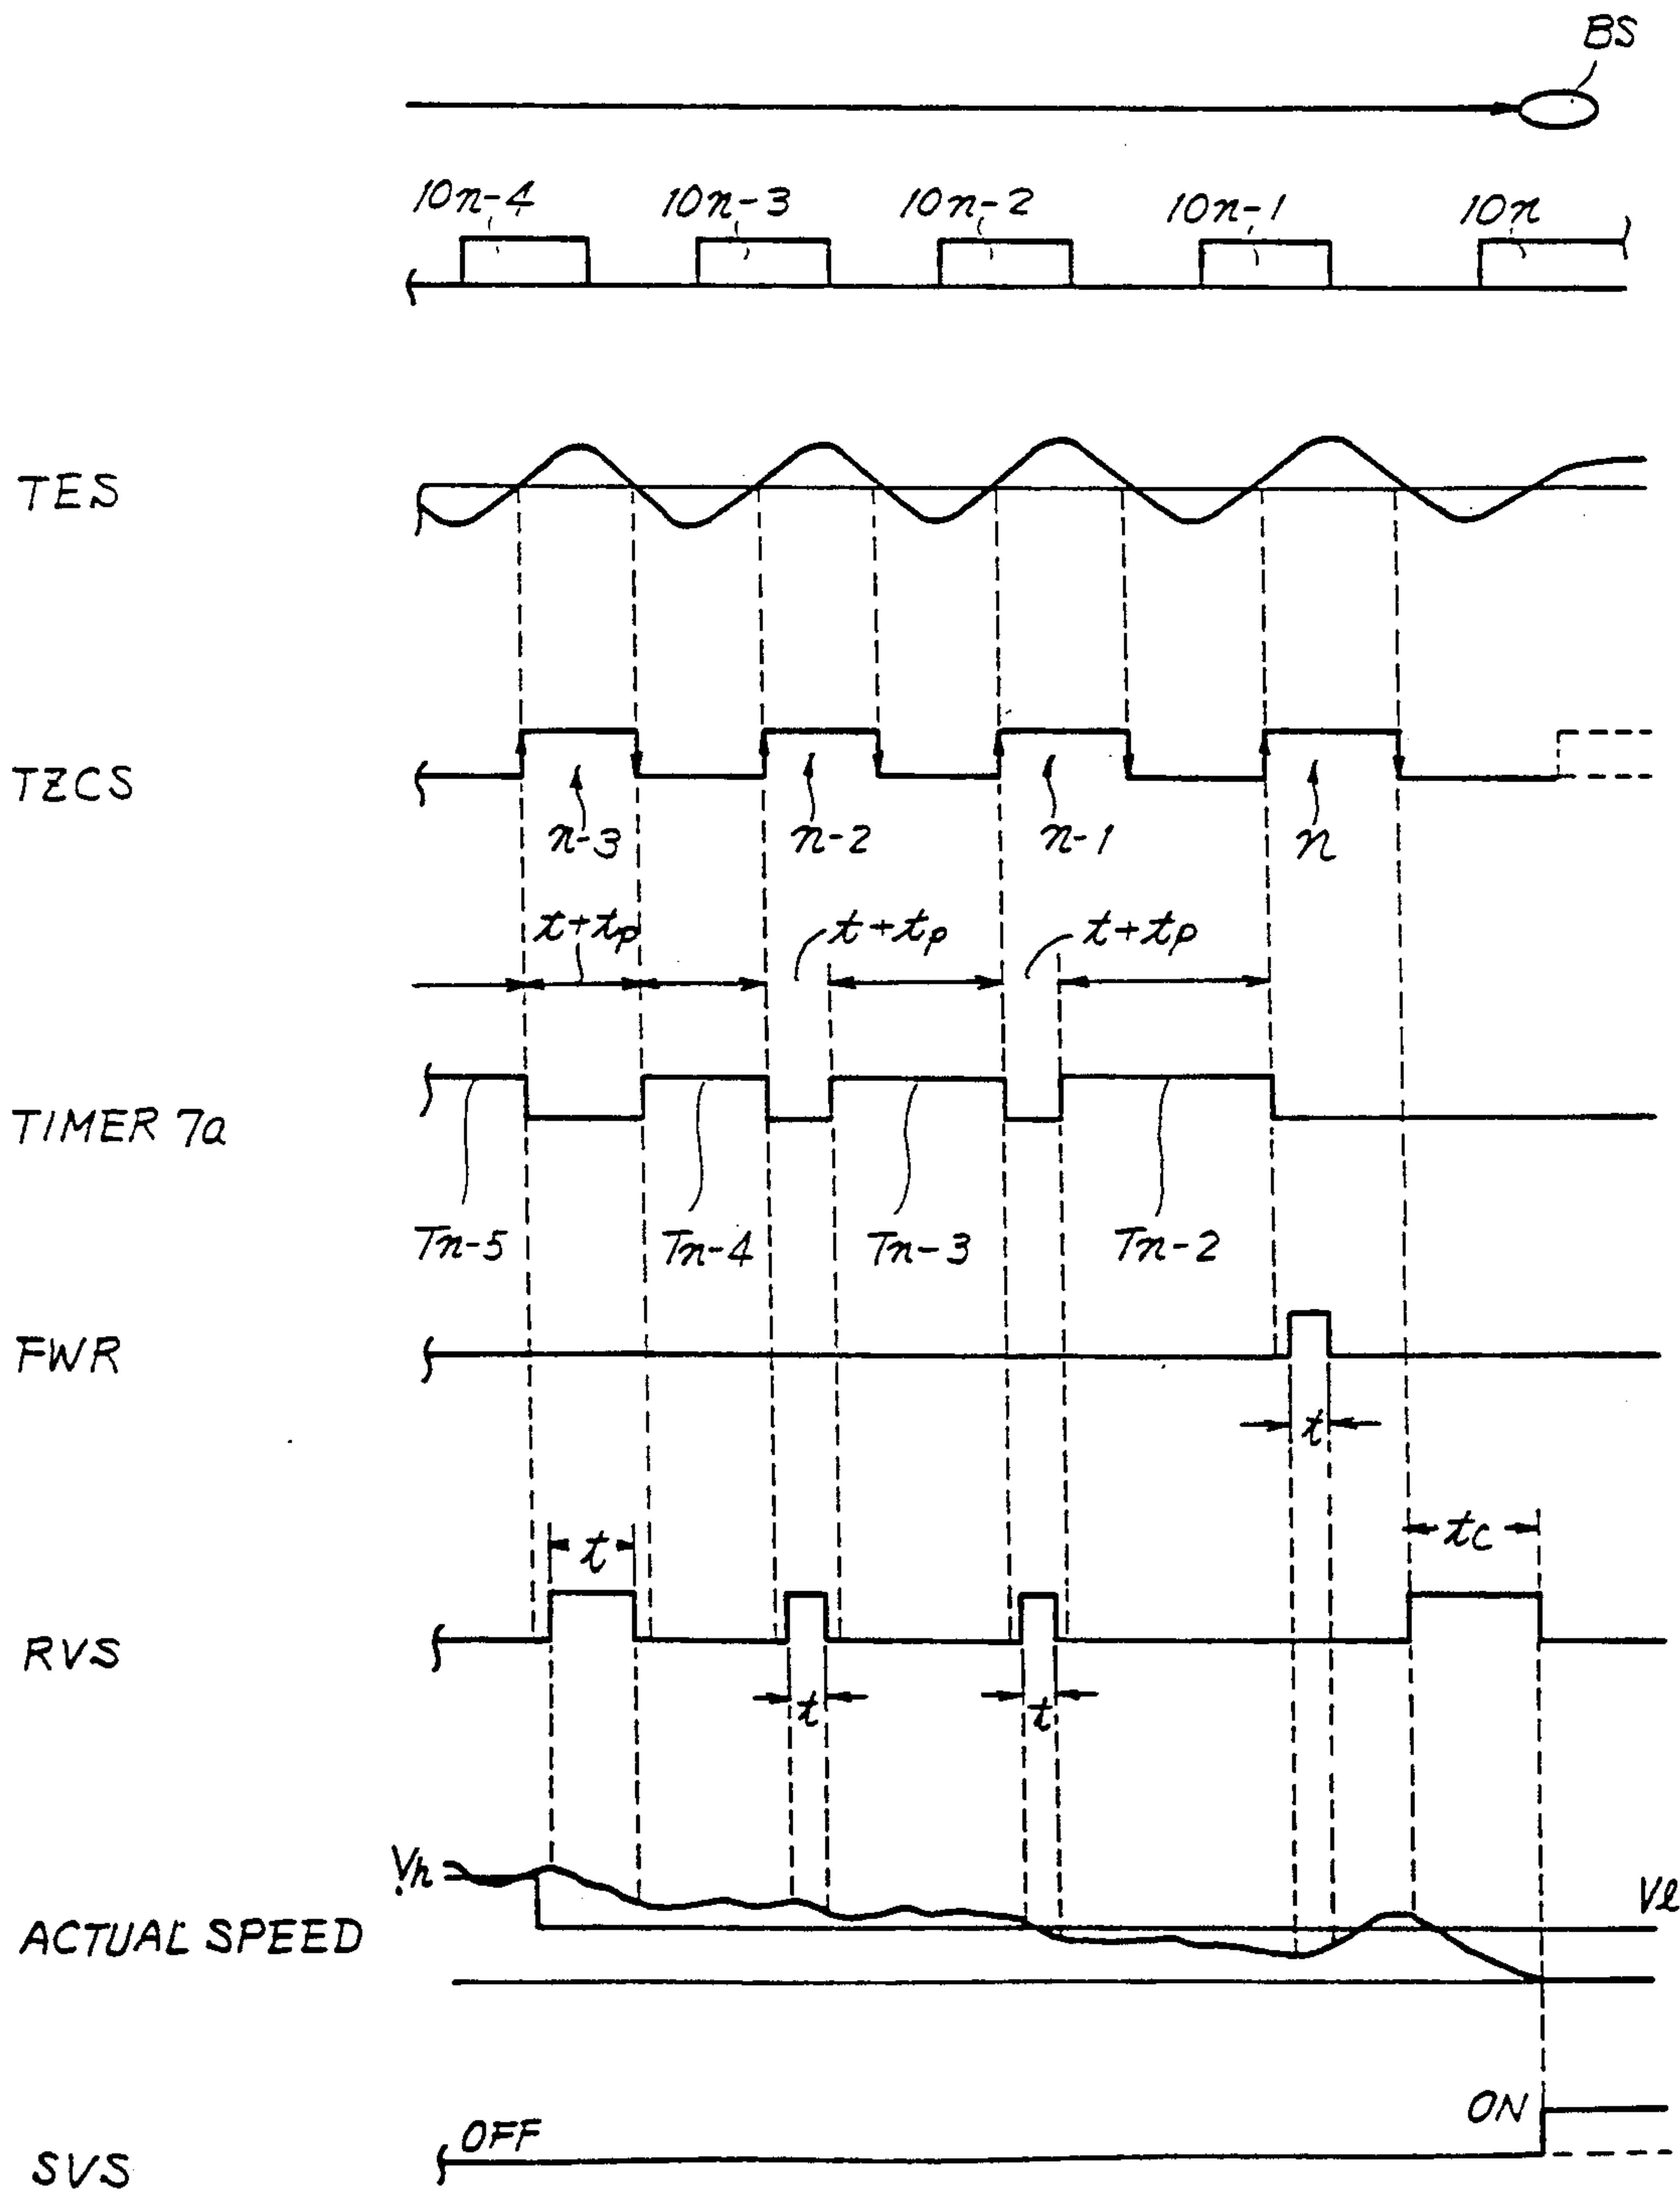 BS
10n-4 10n-3 10n-2 10n-1 10n
TES
TZCS
n-3 n-2 n-1 n
t+tp t+tp t+tp
TIMER 7a
Tn-5 Tn-4 Tn-3 Tn-2
FWR
t
t tc
RVS
t t
Vh
Vl
ACTUAL SPEED
ON
OFF
SVS